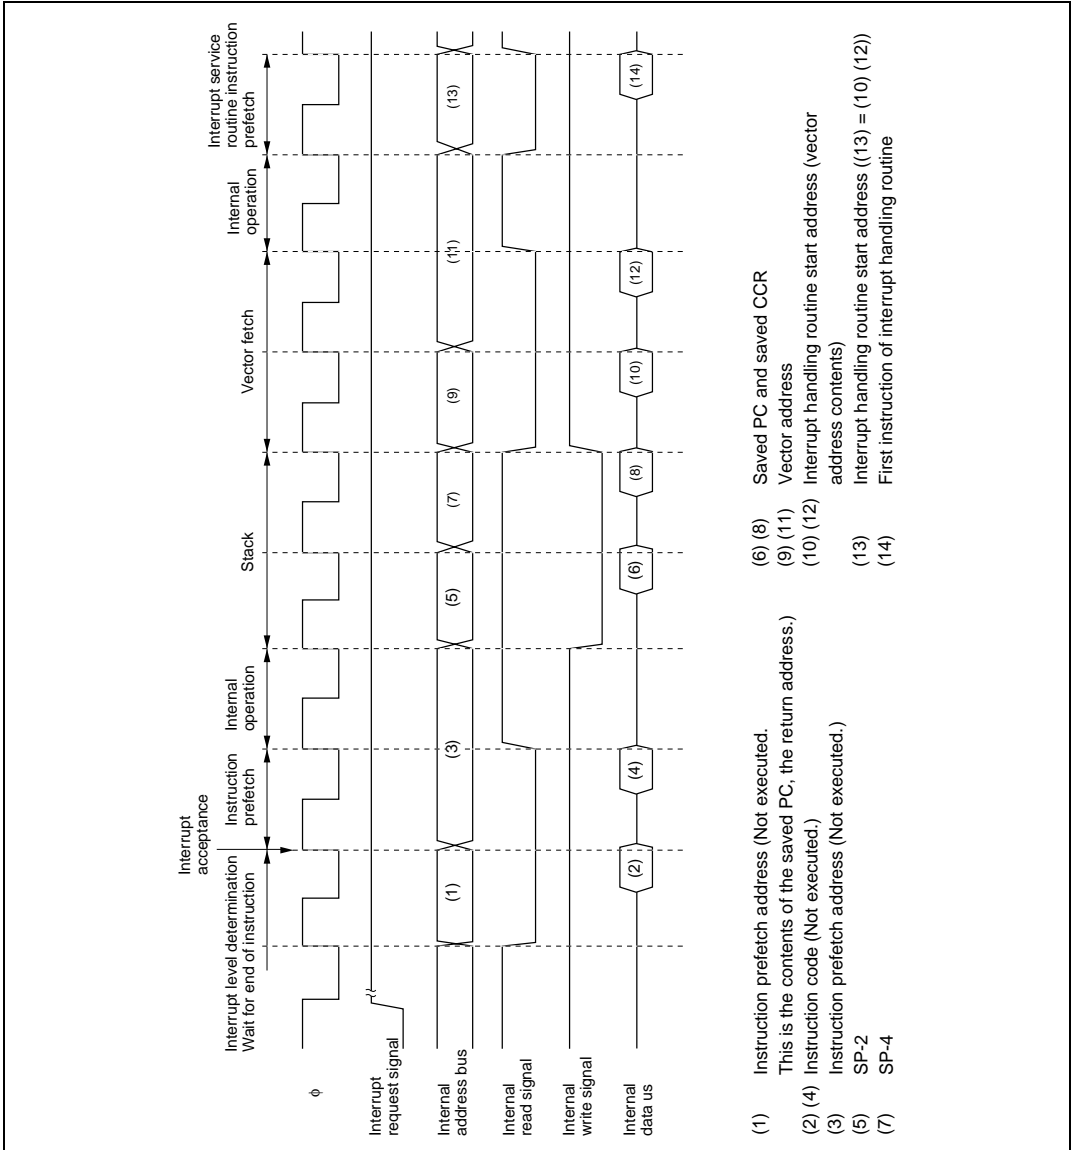 Interrupt
acceptance
Interrupt level determination
Wait for end of instruction
Instruction
prefetch
Internal
operation
Stack
Vector fetch
Internal
operation
Interrupt service
routine instruction
prefetch
φ
Interrupt
request signal
Internal
address bus
(1) (3) (5) (7) (9) (11) (13)
Internal
read signal
Internal
write signal
Internal
data us
(2) (4) (6) (8) (10) (12) (14)
(1) Instruction prefetch address (Not executed.
This is the contents of the saved PC, the return address.)
(2) (4) Instruction code (Not executed.)
(3) Instruction prefetch address (Not executed.)
(5) SP-2
(7) SP-4
(6) (8) Saved PC and saved CCR
(9) (11) Vector address
(10) (12) Interrupt handling routine start address (vector
address contents)
(13) Interrupt handling routine start address ((13) = (10) (12))
(14) First instruction of interrupt handling routine